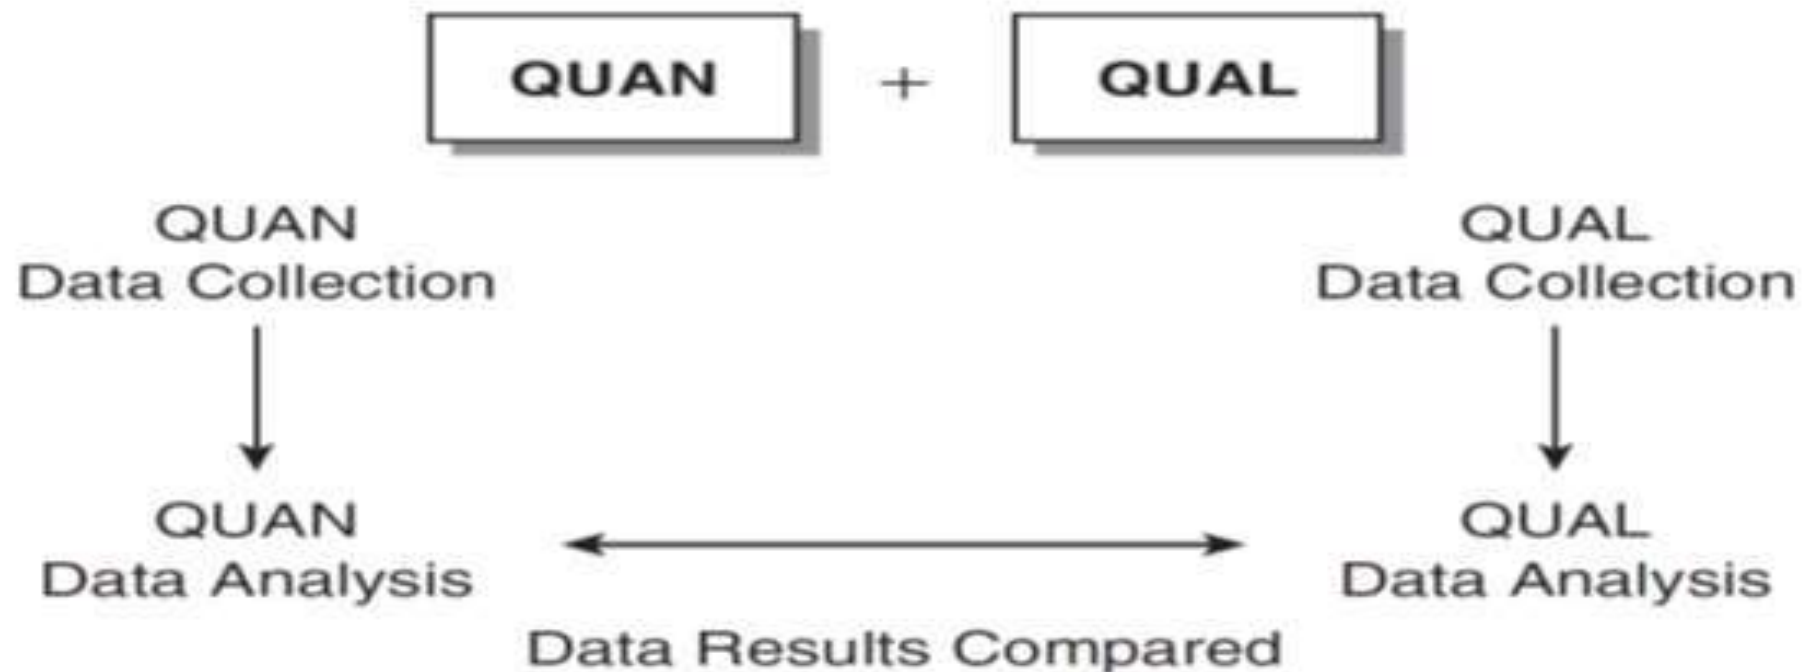 QUAN + QUAL
QUAN
Data Collection
QUAL
Data Collection
QUAN
Data Analysis
QUAL
Data Analysis
Data Results Compared